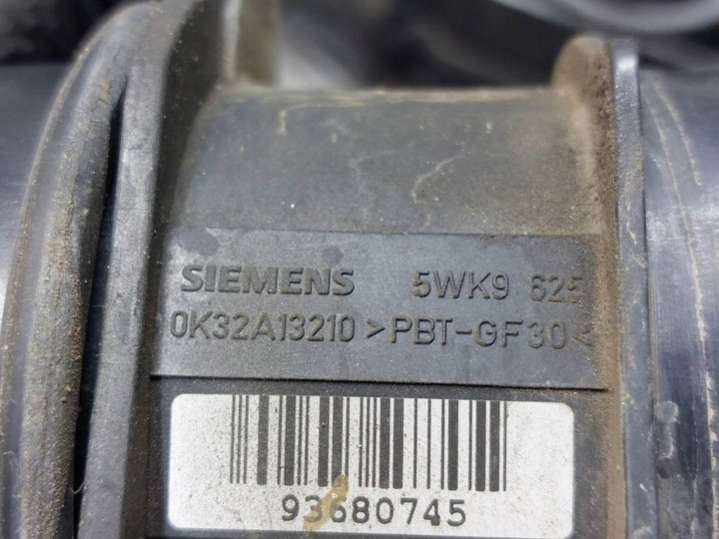 SIEMENS 5WK9 625
0K32A13210 >PBT-GF30<
93680745